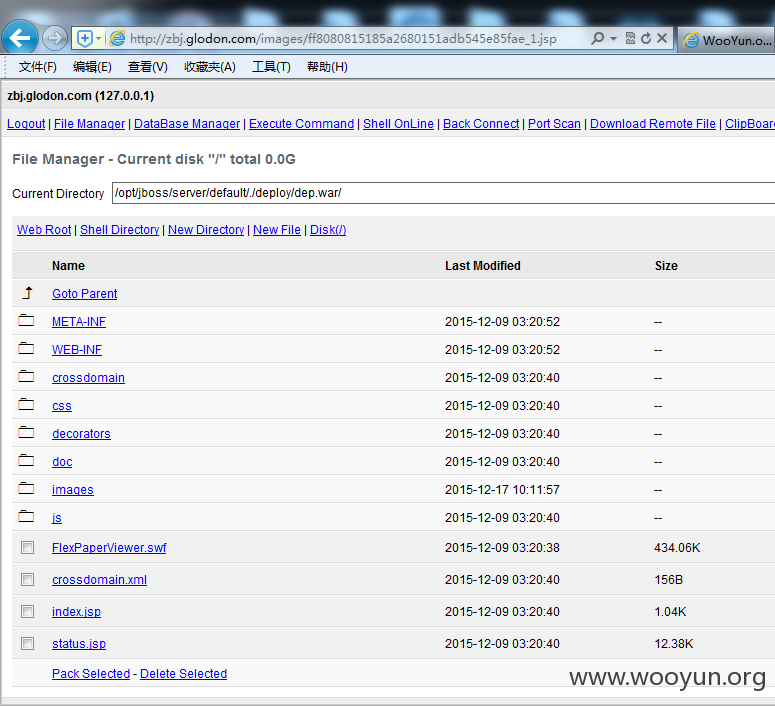 http://zbj.glodon.com/images/ff8080815185a2680151adb545e85fae_1.jsp
WooYun.o...
文件(F) 编辑(E) 查看(V) 收藏夹(A) 工具(T) 帮助(H)
zbj.glodon.com (127.0.0.1)
Logout | File Manager | DataBase Manager | Execute Command | Shell OnLine | Back Connect | Port Scan | Download Remote File | ClipBoar
File Manager - Current disk "/" total 0.0G
Current Directory /opt/jboss/server/default/./deploy/dep.war/
Web Root | Shell Directory | New Directory | New File | Disk(/)
Name Last Modified Size
Goto Parent
META-INF 2015-12-09 03:20:52 --
WEB-INF 2015-12-09 03:20:52 --
crossdomain 2015-12-09 03:20:40 --
css 2015-12-09 03:20:40 --
decorators 2015-12-09 03:20:40 --
doc 2015-12-09 03:20:40 --
images 2015-12-17 10:11:57 --
js 2015-12-09 03:20:40 --
FlexPaperViewer.swf 2015-12-09 03:20:38 434.06K
crossdomain.xml 2015-12-09 03:20:40 156B
index.jsp 2015-12-09 03:20:40 1.04K
status.jsp 2015-12-09 03:20:40 12.38K
Pack Selected - Delete Selected
www.wooyun.org